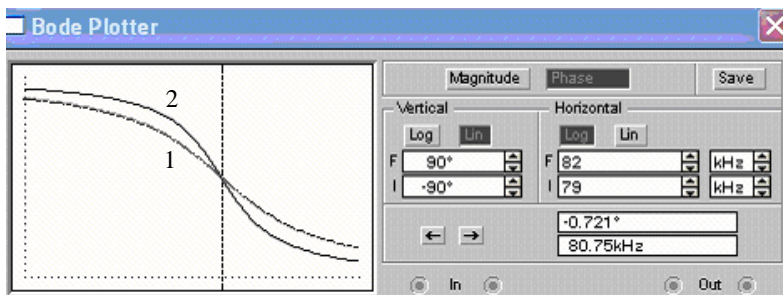 Bode Plotter
2
1
Magnitude Phase Save
Vertical Horizontal
Log Lin Log Lin
F 90° F 82 kHz
I -90° I 79 kHz
← → -0.721°
80.75kHz
In Out